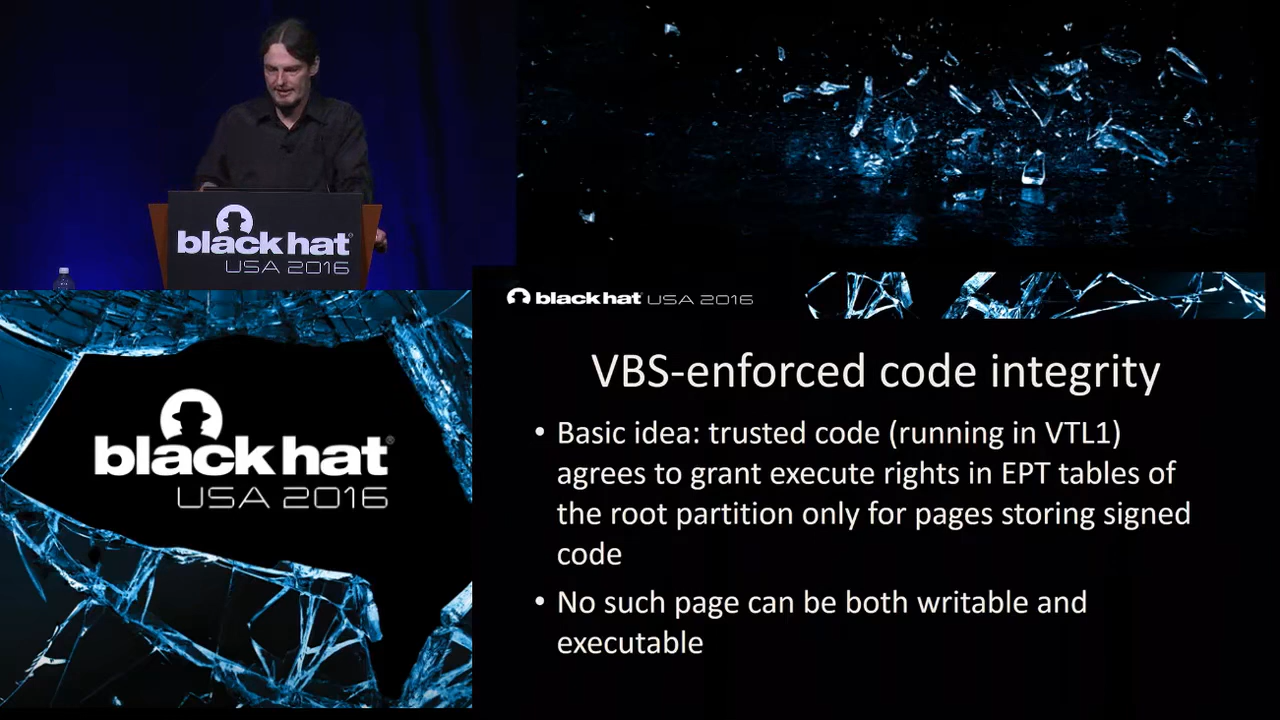 black hat
USA 2016
black hat USA 2016
black hat
USA 2016
VBS-enforced code integrity
• Basic idea: trusted code (running in VTL1)
agrees to grant execute rights in EPT tables of
the root partition only for pages storing signed
code
• No such page can be both writable and
executable